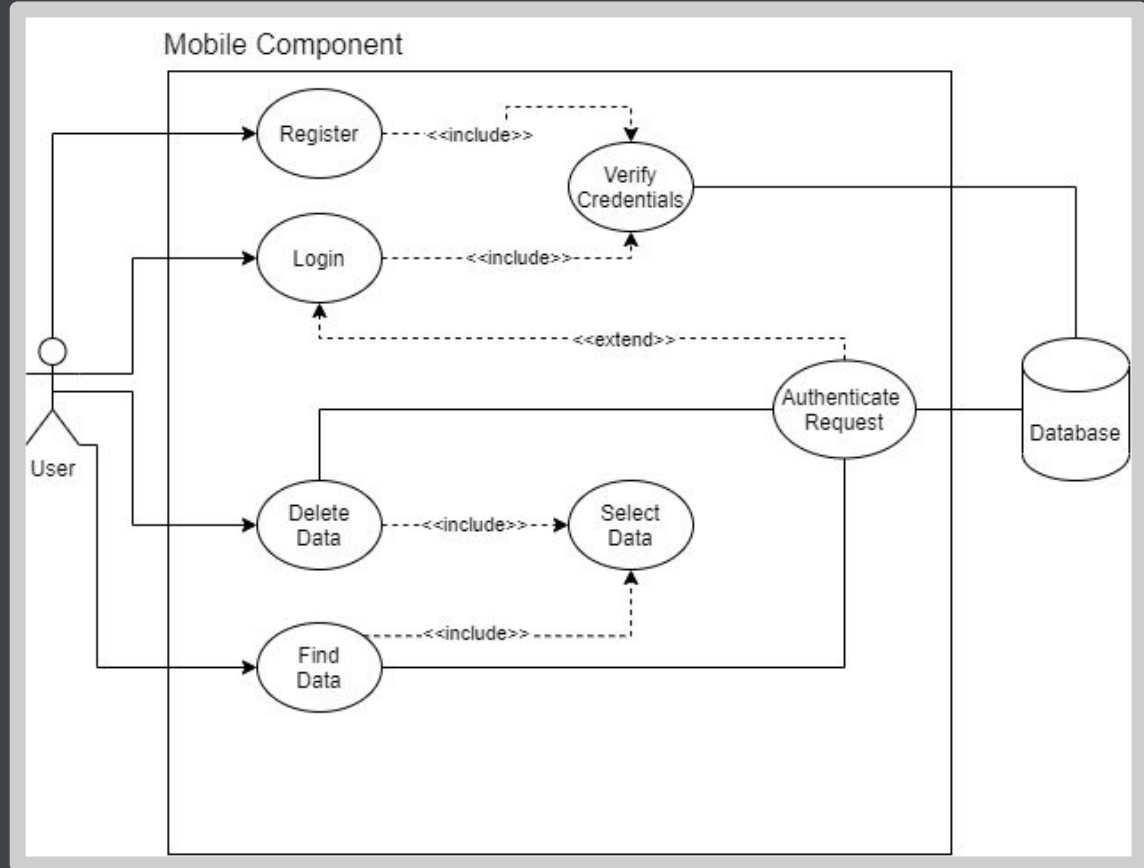 Mobile Component
Register
<<include>>
Verify
Credentials
Login
<<include>>
<<extend>>
Authenticate
Request
Database
User
Delete
Data
<<include>>
Select
Data
<<include>>
Find
Data